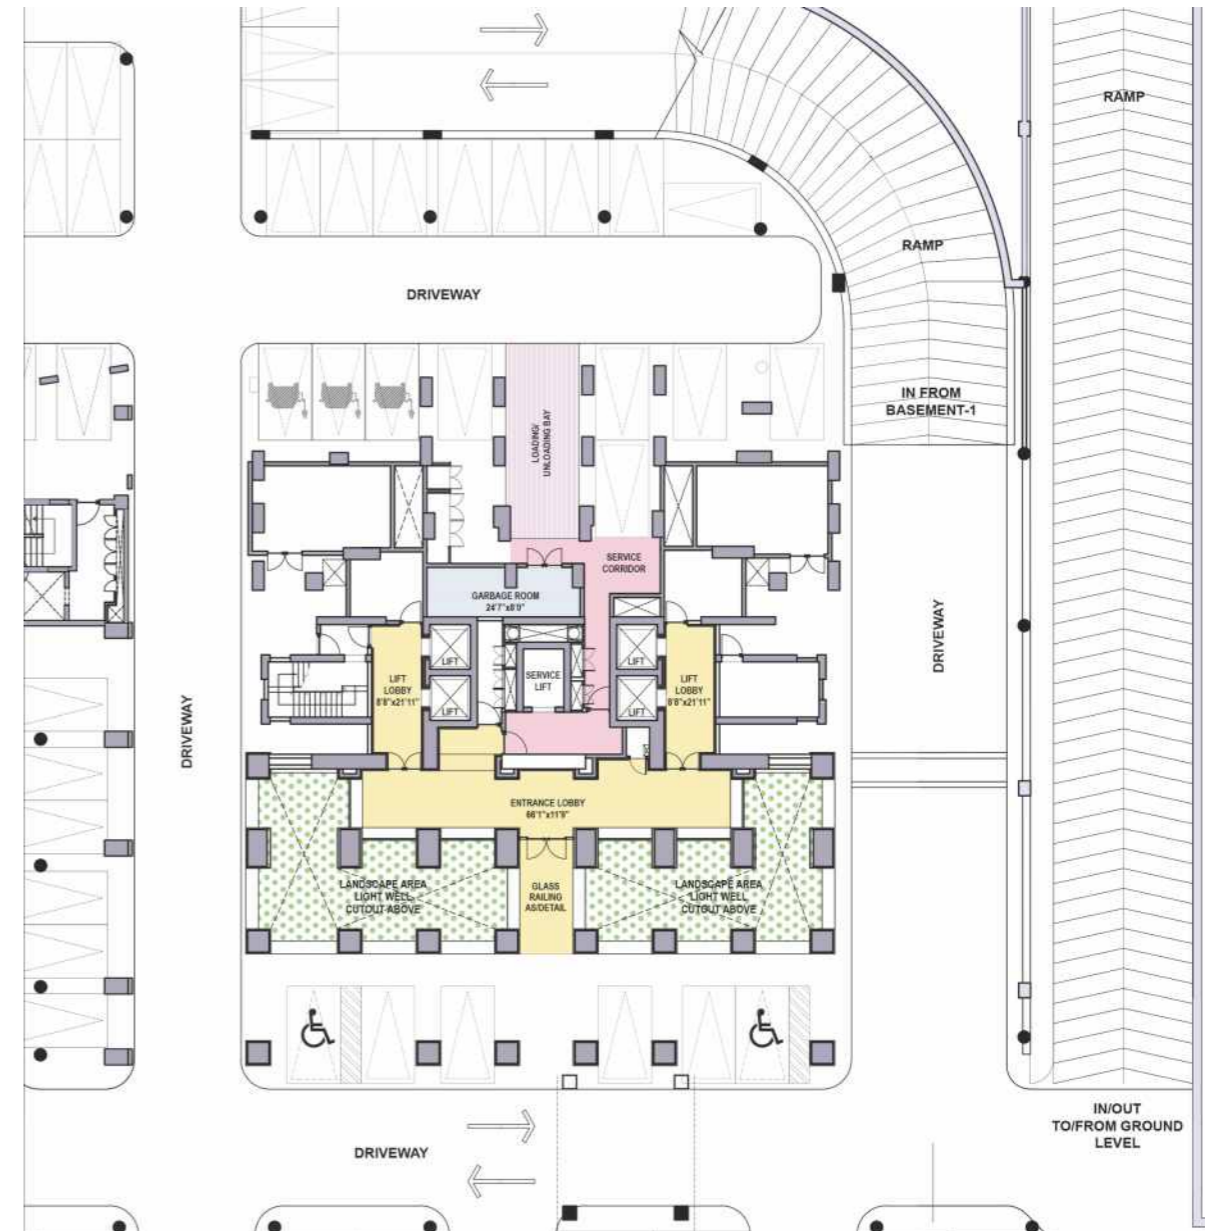 RAMP
RAMP
DRIVEWAY
IN FROM
BASEMENT-1
LOADING/
UNLOADING BAY
SERVICE
CORRIDOR
GARBAGE ROOM
24'7"x8'0"
DRIVEWAY
LIFT
LIFT
SERVICE
LIFT
LIFT
LOBBY
8'8"x21'11"
LIFT
LOBBY
8'8"x21'11"
LIFT
LIFT
DRIVEWAY
ENTRANCE LOBBY
66'1"x11'9"
LANDSCAPE AREA
LIGHT WELL
CUTOUT ABOVE
GLASS
RAILING
AS/DETAIL
LANDSCAPE AREA
LIGHT WELL
CUTOUT ABOVE
IN/OUT
TO/FROM GROUND
LEVEL
DRIVEWAY